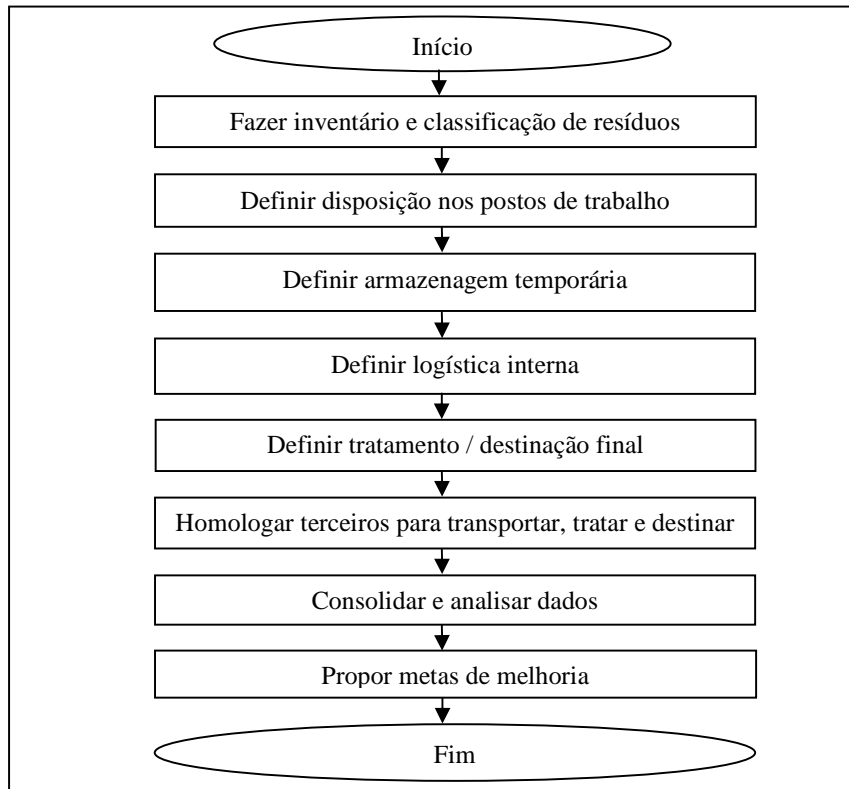 Início
Fazer inventário e classificação de resíduos
Definir disposição nos postos de trabalho
Definir armazenagem temporária
Definir logística interna
Definir tratamento / destinação final
Homologar terceiros para transportar, tratar e destinar
Consolidar e analisar dados
Propor metas de melhoria
Fim